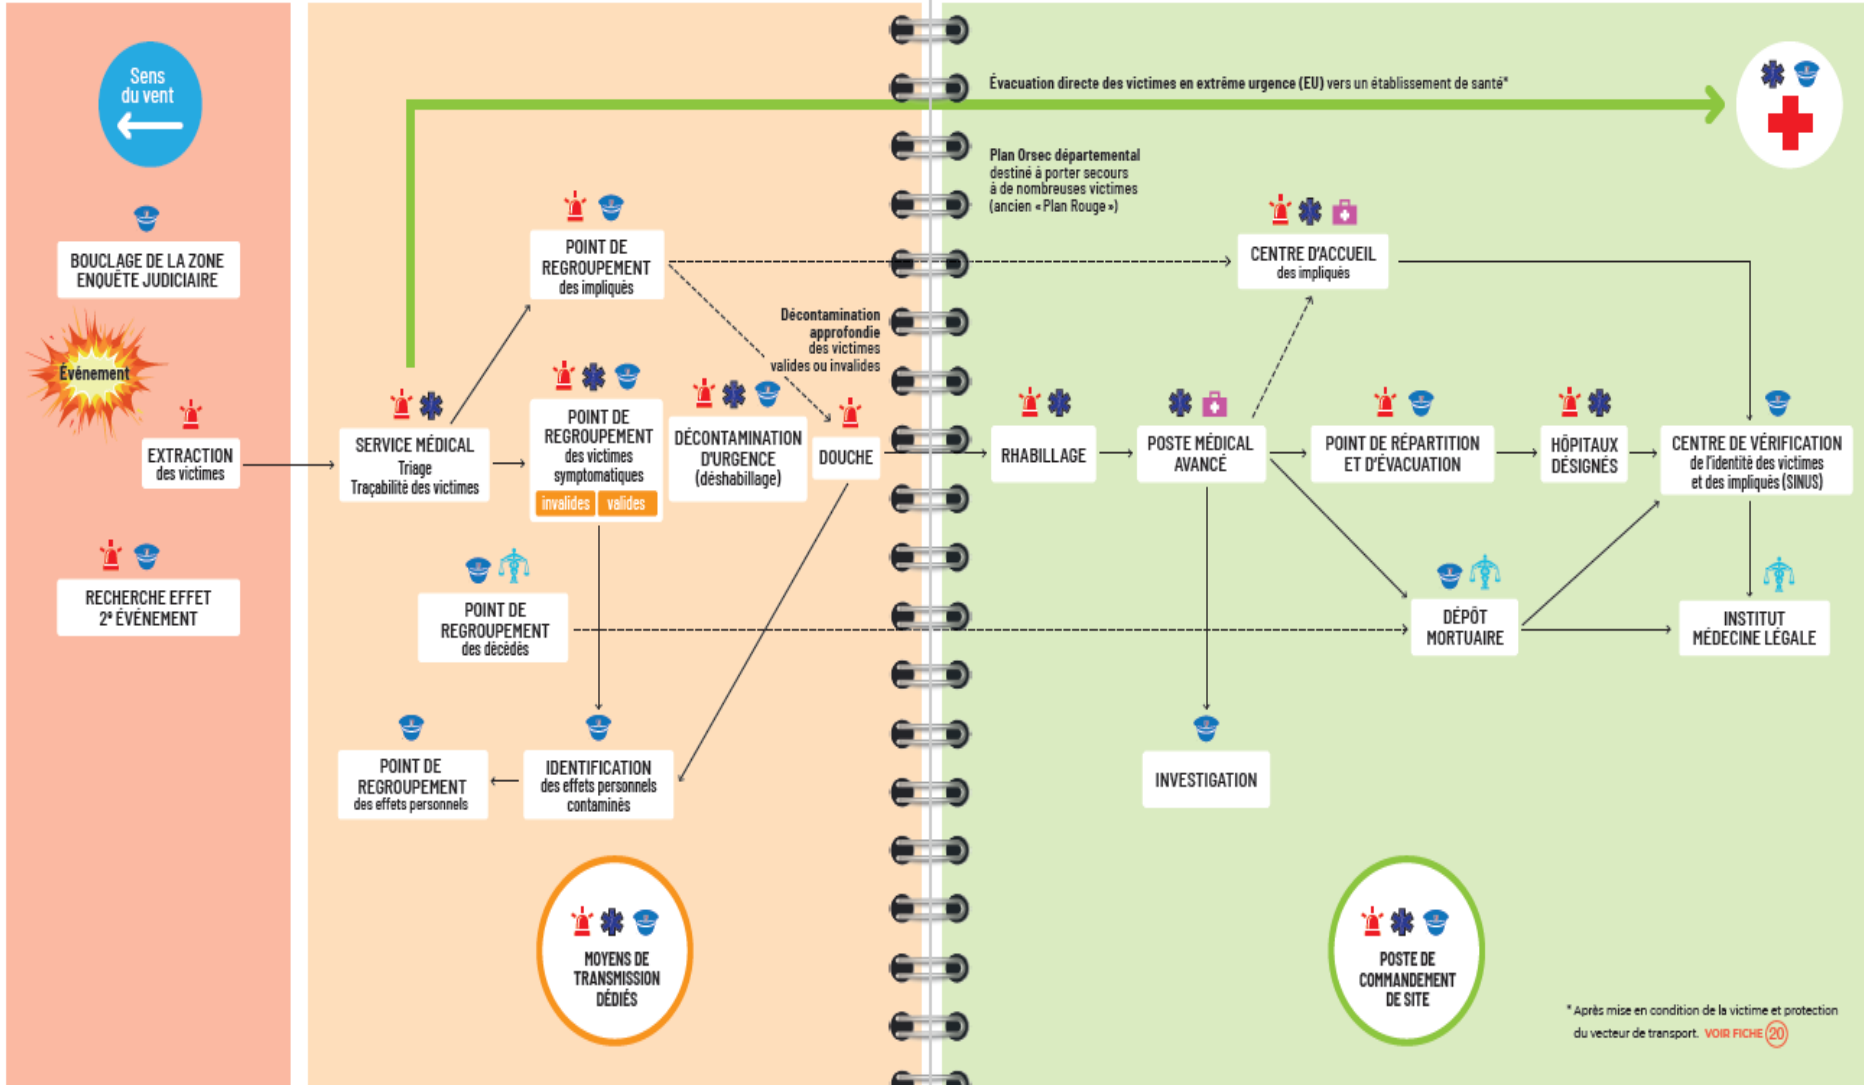 Sens
du vent
BOUCLAGE DE LA ZONE
ENQUÊTE JUDICIAIRE
Événement
EXTRACTION
des victimes
RECHERCHE EFFET
2e ÉVÉNEMENT
SERVICE MÉDICAL
Triage
Traçabilité des victimes
POINT DE
REGROUPEMENT
des impliqués
Décontamination
approfondie
des victimes
valides ou invalides
POINT DE
REGROUPEMENT
des victimes
symptomatiques
invalides
valides
DÉCONTAMINATION
D'URGENCE
(déshabillage)
DOUCHE
POINT DE
REGROUPEMENT
des décédés
POINT DE
REGROUPEMENT
des effets personnels
IDENTIFICATION
des effets personnels
contaminés
MOYENS DE
TRANSMISSION
DÉDIÉS
Évacuation directe des victimes en extrême urgence (EU) vers un établissement de santé*
Plan Orsec départemental
destiné à porter secours
à de nombreuses victimes
(ancien « Plan Rouge »)
CENTRE D'ACCUEIL
des impliqués
RHABILLAGE
POSTE MÉDICAL
AVANCÉ
POINT DE RÉPARTITION
ET D'ÉVACUATION
HÔPITAUX
DÉSIGNÉS
CENTRE DE VÉRIFICATION
de l'identité des victimes
et des impliqués (SINUS)
DÉPÔT
MORTUAIRE
INSTITUT
MÉDECINE LÉGALE
INVESTIGATION
POSTE DE
COMMANDEMENT
DE SITE
* Après mise en condition de la victime et protection
du vecteur de transport. VOIR FICHE 20